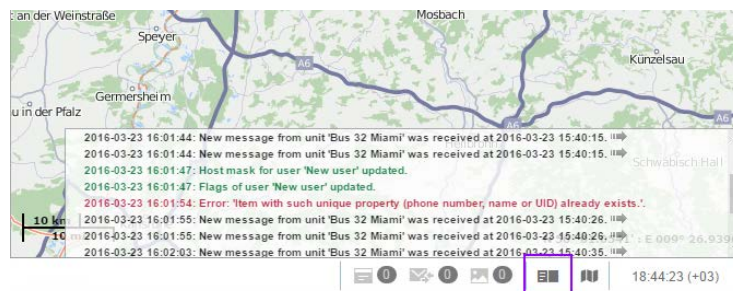 an der Weinstraße
Mosbach
Speyer
Künzelsau
A6
Germersheim
u in der Pfalz
A6
2016-03-23 16:01:44: New message from unit 'Bus 32 Miami' was received at 2016-03-23 15:40:15.
2016-03-23 16:01:44: New message from unit 'Bus 32 Miami' was received at 2016-03-23 15:40:15.
2016-03-23 16:01:47: Host mask for user 'New user' updated.
Schwäbisch Hall
2016-03-23 16:01:47: Flags of user 'New user' updated.
2016-03-23 16:01:54: Error: 'Item with such unique property (phone number, name or UID) already exists.'.
10 km
2016-03-23 16:01:55: New message from unit 'Bus 32 Miami' was received at 2016-03-23 15:40:26.
10
2016-03-23 16:01:55: New message from unit 'Bus 32 Miami' was received at 2016-03-23 15:40:26.
: E 009° 26.939
2016-03-23 16:02:03: New message from unit 'Bus 32 Miami' was received at 2016-03-23 15:40:35.
0 0 0 18:44:23 (+03)